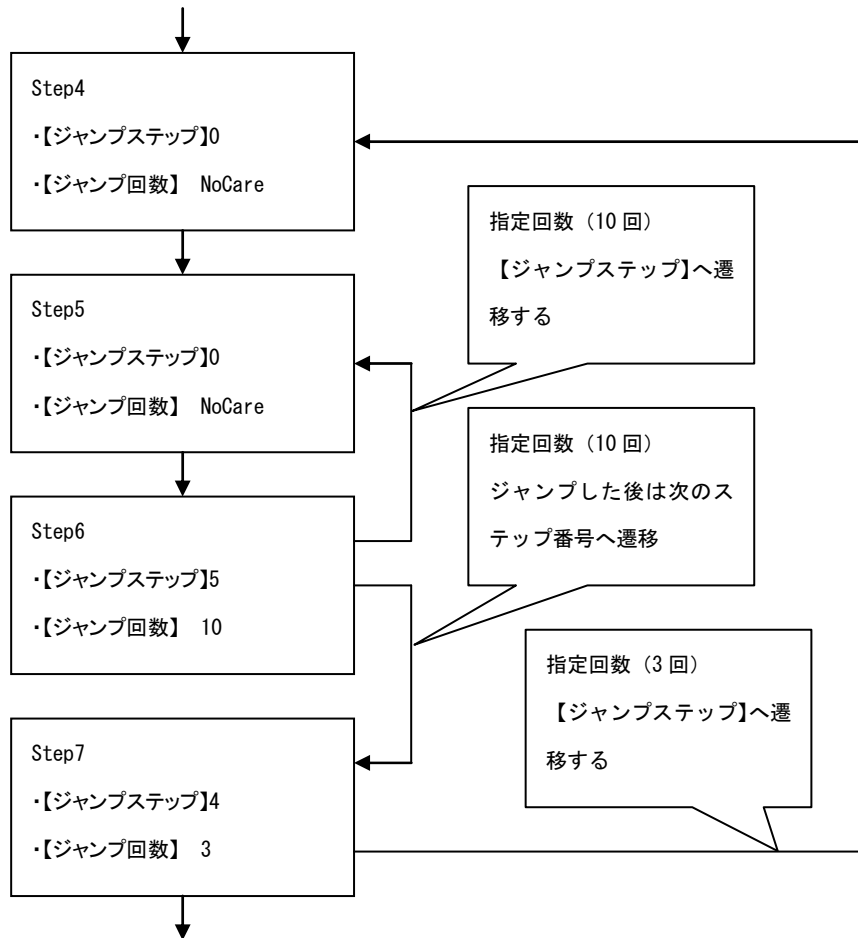 Step4
・【ジャンプステップ】0
・【ジャンプ回数】 NoCare
指定回数（10 回）
【ジャンプステップ】へ遷
移する
Step5
・【ジャンプステップ】0
・【ジャンプ回数】 NoCare
指定回数（10 回）
ジャンプした後は次のス
テップ番号へ遷移
Step6
・【ジャンプステップ】5
・【ジャンプ回数】 10
指定回数（3 回）
【ジャンプステップ】へ遷
移する
Step7
・【ジャンプステップ】4
・【ジャンプ回数】 3